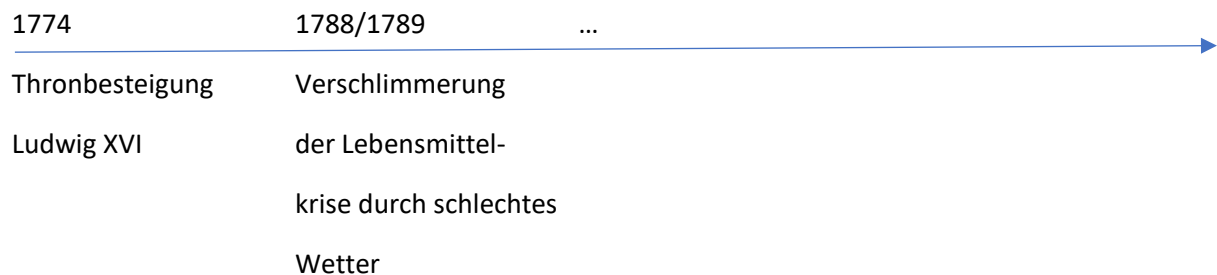 1774 1788/1789 …
Thronbesteigung Verschlimmerung
Ludwig XVI der Lebensmittel-
krise durch schlechtes
Wetter